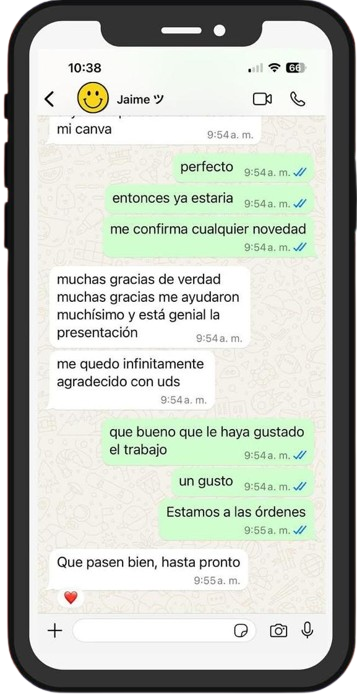 10:38
66
Jaime ツ
mi canva
9:54 a. m.
perfecto
9:54 a. m.
entonces ya estaria
9:54 a. m.
me confirma cualquier novedad
9:54 a. m.
muchas gracias de verdad
muchas gracias me ayudaron
muchísimo y está genial la
presentación
9:54 a. m.
me quedo infinitamente
agradecido con uds
9:54 a. m.
que bueno que le haya gustado
el trabajo
9:54 a. m.
un gusto
9:54 a. m.
Estamos a las órdenes
9:55 a. m.
Que pasen bien, hasta pronto
9:55 a. m.